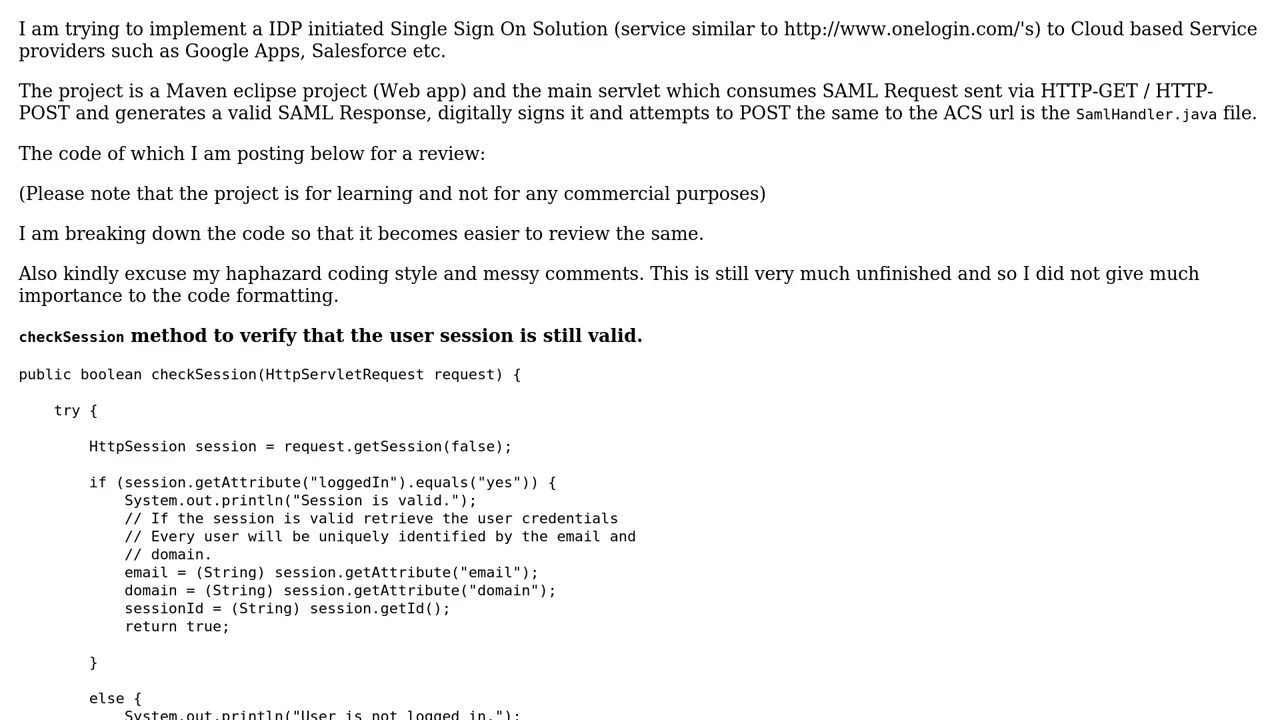 I am trying to implement a IDP initiated Single Sign On Solution (service similar to http://www.onelogin.com/'s) to Cloud based Service
providers such as Google Apps, Salesforce etc.
The project is a Maven eclipse project (Web app) and the main servlet which consumes SAML Request sent via HTTP-GET / HTTP-
POST and generates a valid SAML Response, digitally signs it and attempts to POST the same to the ACS url is the SamlHandler.java file.
The code of which I am posting below for a review:
(Please note that the project is for learning and not for any commercial purposes)
I am breaking down the code so that it becomes easier to review the same.
Also kindly excuse my haphazard coding style and messy comments. This is still very much unfinished and so I did not give much
importance to the code formatting.
checkSession method to verify that the user session is still valid.
public boolean checkSession(HttpServletRequest request) {
    try {
        HttpSession session = request.getSession(false);
        if (session.getAttribute("loggedIn").equals("yes")) {
            System.out.println("Session is valid.");
            // If the session is valid retrieve the user credentials
            // Every user will be uniquely identified by the email and
            // domain.
            email = (String) session.getAttribute("email");
            domain = (String) session.getAttribute("domain");
            sessionId = (String) session.getId();
            return true;
        }
        else {
            System.out.println("User is not logged in.");